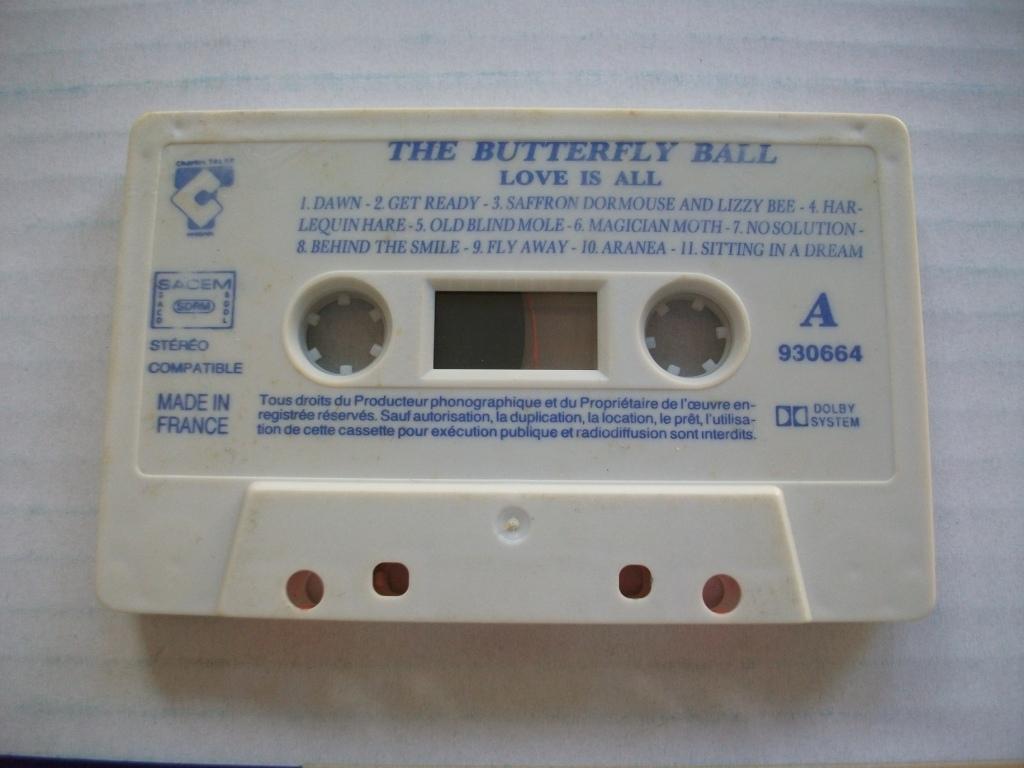 THE BUTTERFLY BALL
LOVE IS ALL
1. DAWN - 2. GET READY - 3. SAFFRON DORMOUSE AND LIZZY BEE - 4. HAR-
LEQUIN HARE - 5. OLD BLIND MOLE - 6. MAGICIAN MOTH - 7. NO SOLUTION -
8. BEHIND THE SMILE - 9. FLY AWAY - 10. ARANEA - 11. SITTING IN A DREAM
SACEM
SACD
SDRM
SGDL
STÉRÉO
COMPATIBLE
MADE IN
FRANCE
A
930664
Tous droits du Producteur phonographique et du Propriétaire de l'œuvre en-
registrée réservés. Sauf autorisation, la duplication, la location, le prêt, l'utilisa-
tion de cette cassette pour exécution publique et radiodiffusion sont interdits.
DOLBY
SYSTEM